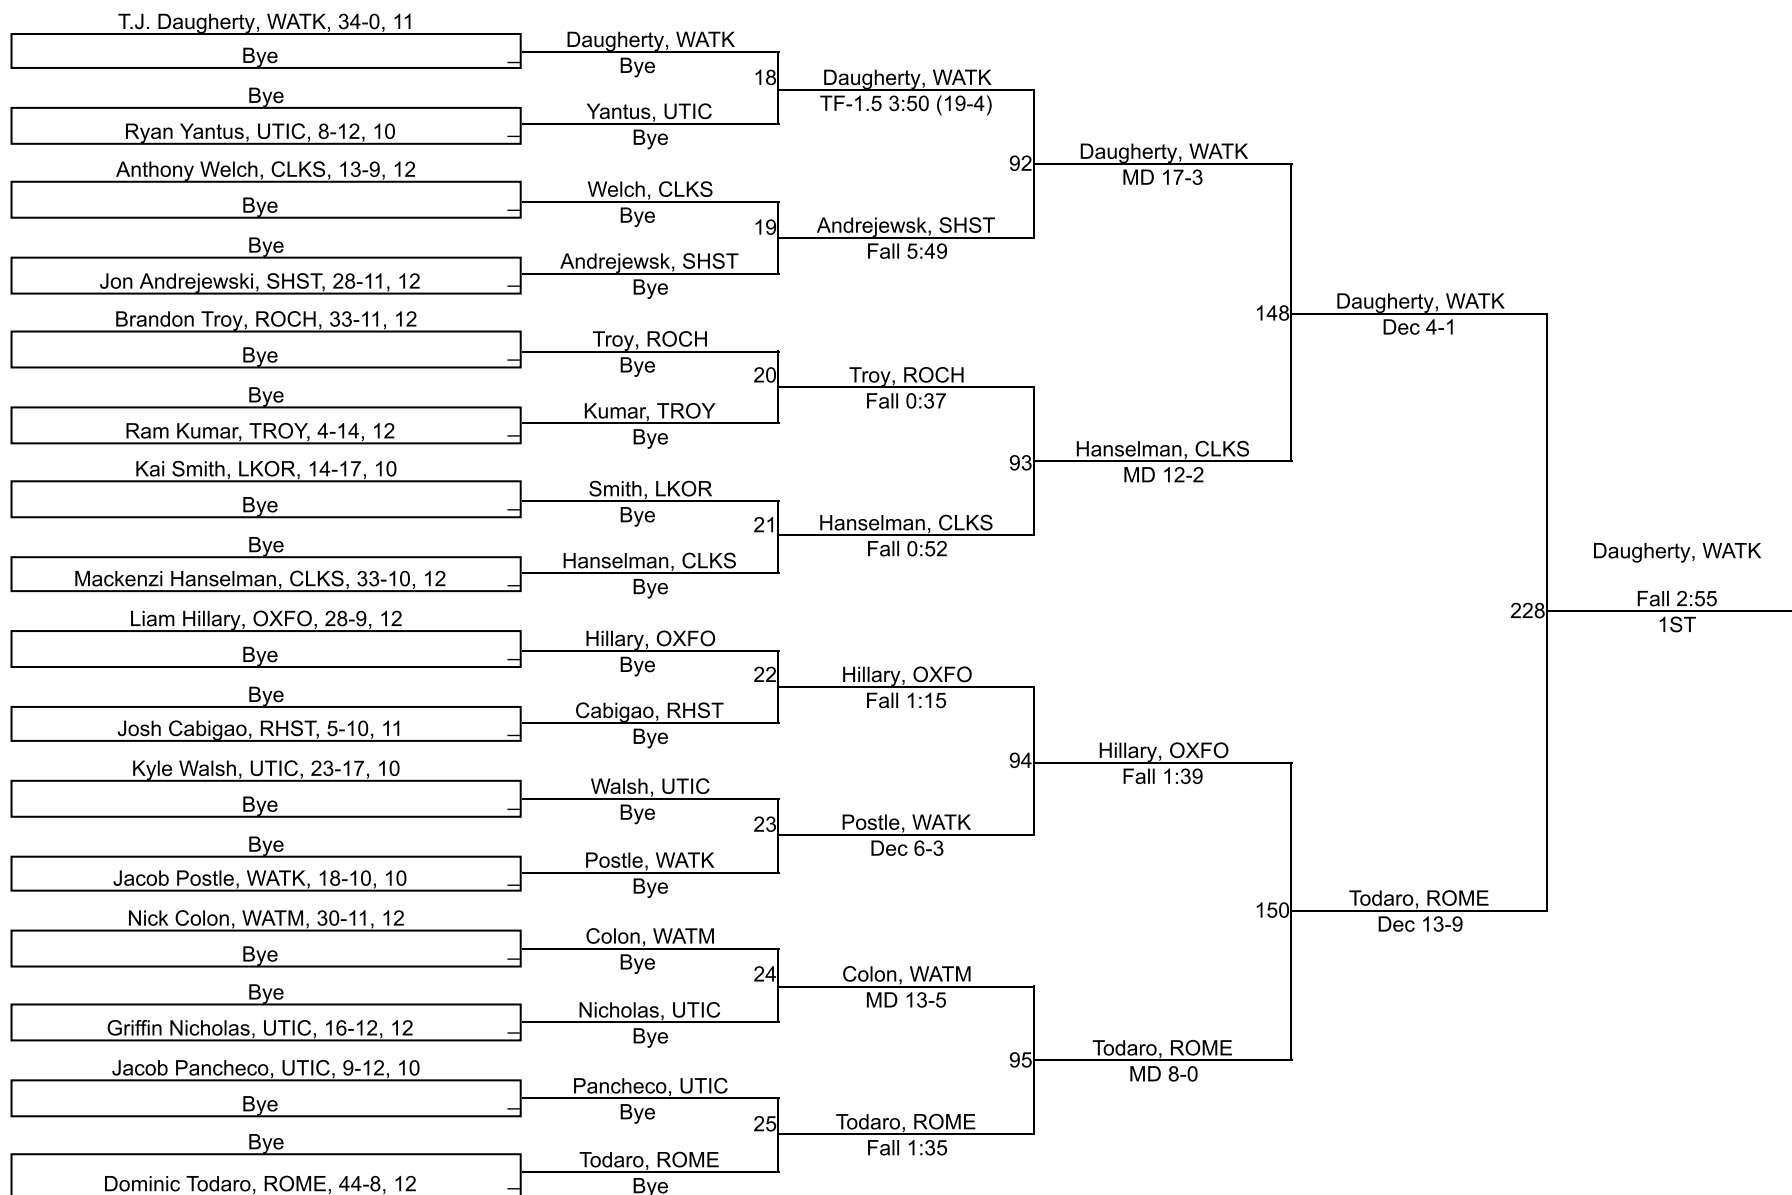 T.J. Daugherty, WATK, 34-0, 11
Bye
Bye
Ryan Yantus, UTIC, 8-12, 10
Anthony Welch, CLKS, 13-9, 12
Bye
Bye
Jon Andrejewski, SHST, 28-11, 12
Brandon Troy, ROCH, 33-11, 12
Bye
Bye
Ram Kumar, TROY, 4-14, 12
Kai Smith, LKOR, 14-17, 10
Bye
Bye
Mackenzi Hanselman, CLKS, 33-10, 12
Liam Hillary, OXFO, 28-9, 12
Bye
Bye
Josh Cabigao, RHST, 5-10, 11
Kyle Walsh, UTIC, 23-17, 10
Bye
Bye
Jacob Postle, WATK, 18-10, 10
Nick Colon, WATM, 30-11, 12
Bye
Bye
Griffin Nicholas, UTIC, 16-12, 12
Jacob Pancheco, UTIC, 9-12, 10
Bye
Bye
Dominic Todaro, ROME, 44-8, 12
Daugherty, WATK
Bye
18
Yantus, UTIC
Bye
Welch, CLKS
Bye
19
Andrejewsk, SHST
Bye
Troy, ROCH
Bye
20
Kumar, TROY
Bye
Smith, LKOR
Bye
21
Hanselman, CLKS
Bye
Hillary, OXFO
Bye
22
Cabigao, RHST
Bye
Walsh, UTIC
Bye
23
Postle, WATK
Bye
Colon, WATM
Bye
24
Nicholas, UTIC
Bye
Pancheco, UTIC
Bye
25
Todaro, ROME
Bye
Daugherty, WATK
TF-1.5 3:50 (19-4)
92
Andrejewsk, SHST
Fall 5:49
Troy, ROCH
Fall 0:37
93
Hanselman, CLKS
Fall 0:52
Hillary, OXFO
Fall 1:15
94
Postle, WATK
Dec 6-3
Colon, WATM
MD 13-5
95
Todaro, ROME
Fall 1:35
Daugherty, WATK
MD 17-3
148
Hanselman, CLKS
MD 12-2
Hillary, OXFO
Fall 1:39
150
Todaro, ROME
MD 8-0
Daugherty, WATK
Dec 4-1
228
Todaro, ROME
Dec 13-9
Daugherty, WATK
Fall 2:55
1ST